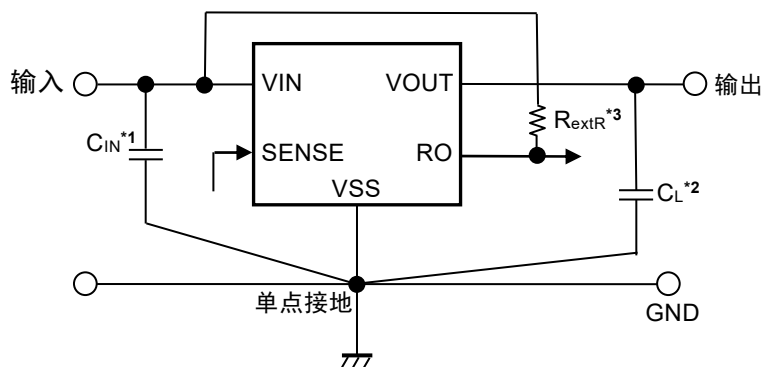 输入
VIN
VOUT
输出
CIN*1
RextR*3
SENSE
RO
VSS
CL*2
单点接地
GND